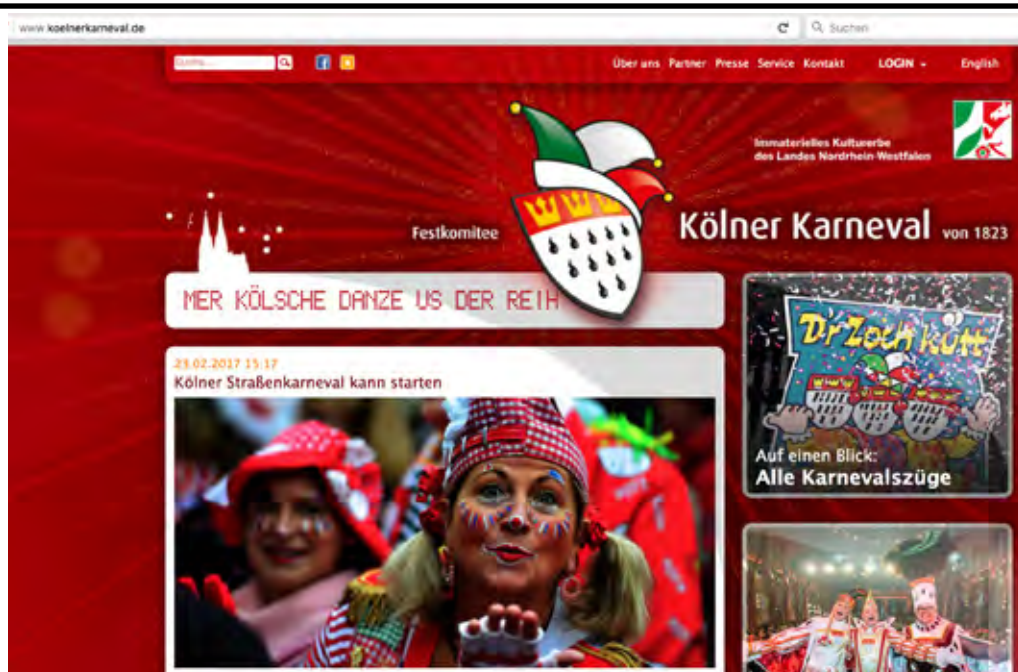 www.koelnerkarneval.de
Suchen
Über uns Partner Presse Service Kontakt LOGIN English
Immaterielles Kulturerbe
des Landes Nordrhein-Westfalen
Festkomitee
Kölner Karneval von 1823
MER KÖLSCHE DANZE US DER REIH
D'r Zoch kütt
23.02.2017 15:17
Kölner Straßenkarneval kann starten
Auf einen Blick:
Alle Karnevalszüge